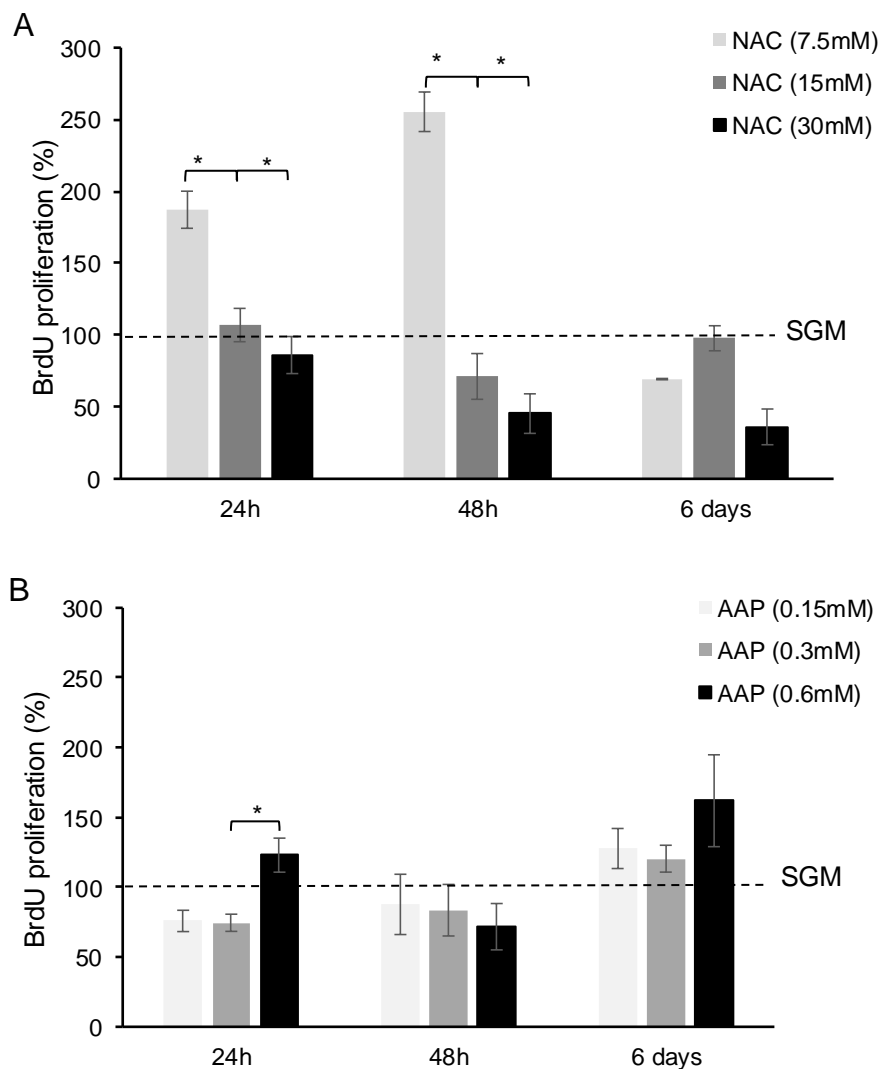 A
300
250
200
150
100
50
0
BrdU proliferation (%)
NAC (7.5mM)
NAC (15mM)
NAC (30mM)
* *
* *
SGM
24h 48h 6 days
B
300
250
200
150
100
50
0
BrdU proliferation (%)
AAP (0.15mM)
AAP (0.3mM)
AAP (0.6mM)
*
SGM
24h 48h 6 days